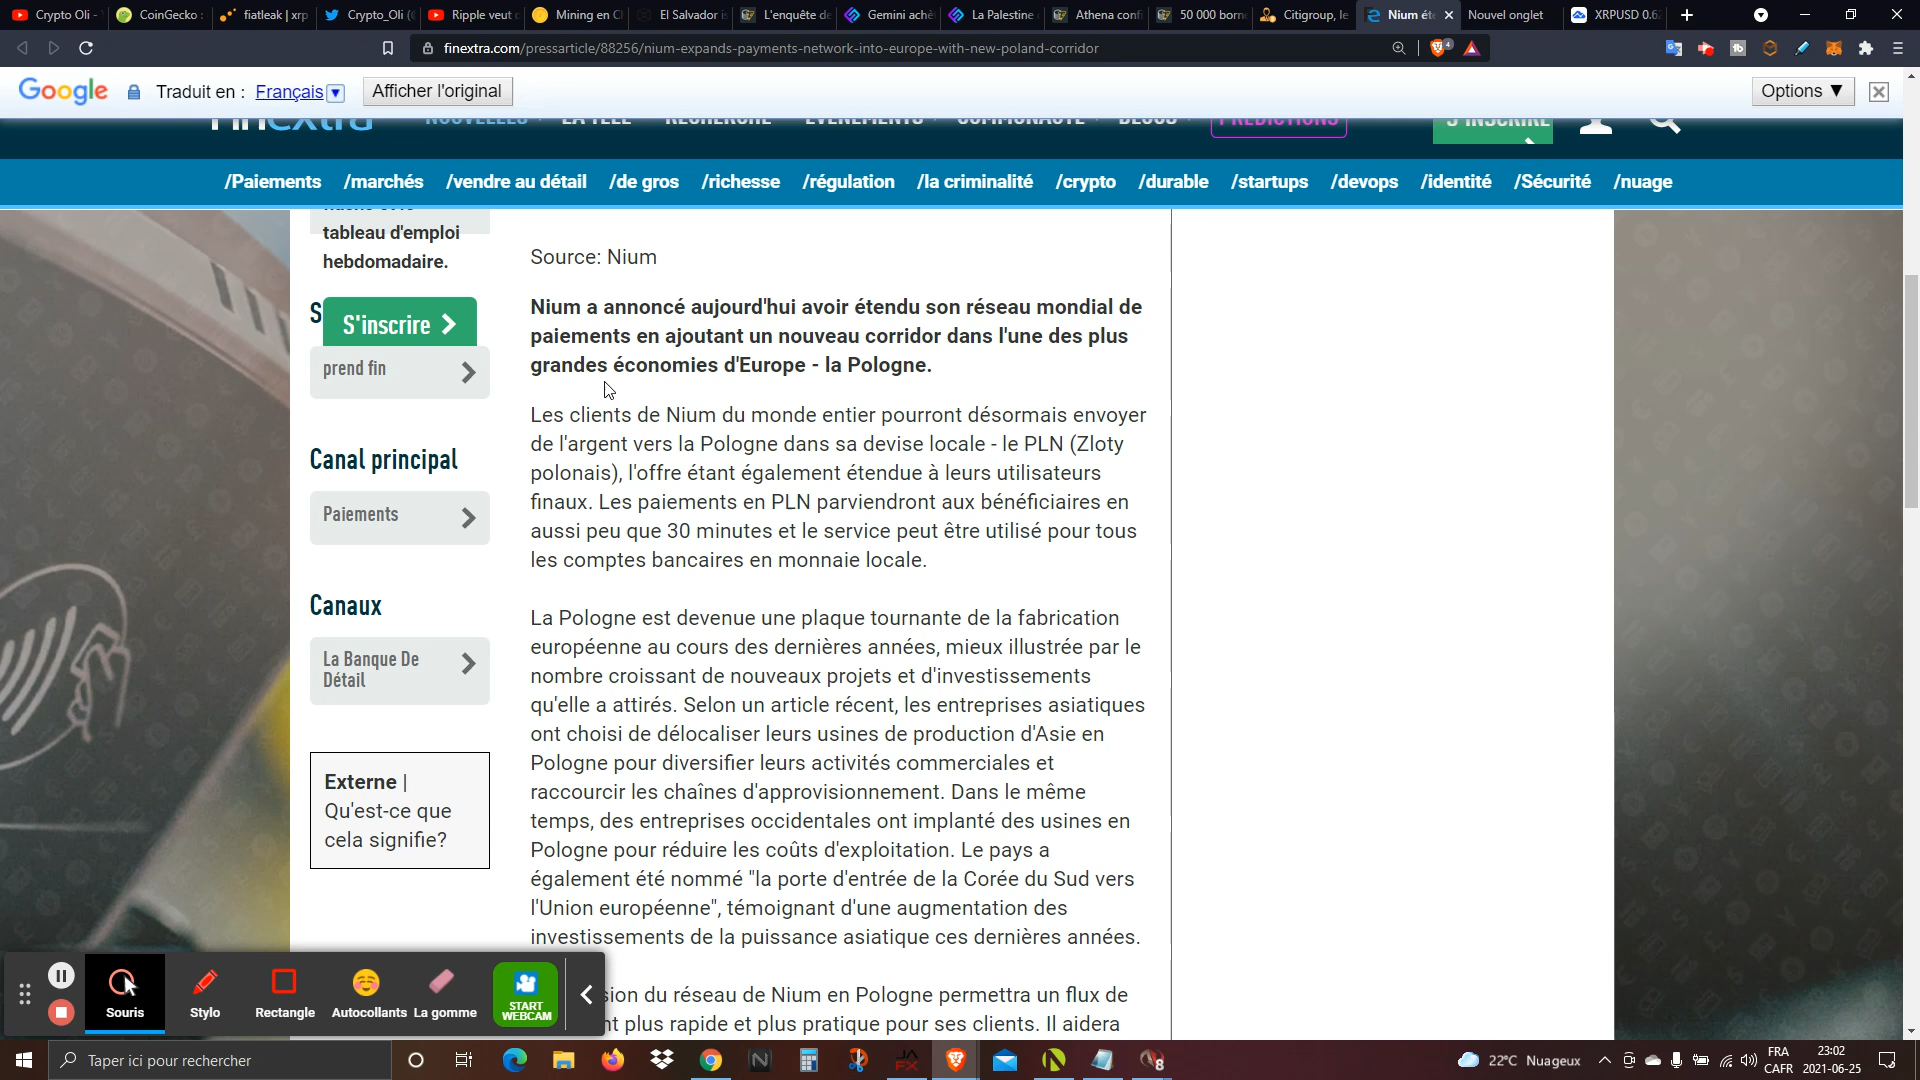 Crypto Oli -
CoinGecko :
fiatleak | xrp
Crypto_Oli (
Ripple veut
Mining en C
El Salvador
L'enquête de
Gemini ach
La Palestine
Athena conf
50 000 born
Citigroup, le
Nium ét
Nouvel onglet
XRPUSD 0.6
finextra.com/pressarticle/88256/nium-expands-payments-network-into-europe-with-new-poland-corridor
Google
Traduit en : Français
Afficher l'original
Options ▼
Finextra
NOUVELLES
LA TÉLÉ
RECHERCHE
ÉVÉNEMENTS
COMMUNAUTÉ
BLOGS
PRÉDICTIONS
S'INSCRIRE
/Paiements /marchés /vendre au détail /de gros /richesse /régulation /la criminalité /crypto /durable /startups /devops /identité /Sécurité /nuage
tableau d'emploi
hebdomadaire.
S'inscrire
prend fin
Canal principal
Paiements
Canaux
La Banque De
Détail
Externe |
Qu'est-ce que
cela signifie?
Source: Nium
Nium a annoncé aujourd'hui avoir étendu son réseau mondial de
paiements en ajoutant un nouveau corridor dans l'une des plus
grandes économies d'Europe - la Pologne.
Les clients de Nium du monde entier pourront désormais envoyer
de l'argent vers la Pologne dans sa devise locale - le PLN (Zloty
polonais), l'offre étant également étendue à leurs utilisateurs
finaux. Les paiements en PLN parviendront aux bénéficiaires en
aussi peu que 30 minutes et le service peut être utilisé pour tous
les comptes bancaires en monnaie locale.
La Pologne est devenue une plaque tournante de la fabrication
européenne au cours des dernières années, mieux illustrée par le
nombre croissant de nouveaux projets et d'investissements
qu'elle a attirés. Selon un article récent, les entreprises asiatiques
ont choisi de délocaliser leurs usines de production d'Asie en
Pologne pour diversifier leurs activités commerciales et
raccourcir les chaînes d'approvisionnement. Dans le même
temps, des entreprises occidentales ont implanté des usines en
Pologne pour réduire les coûts d'exploitation. Le pays a
également été nommé "la porte d'entrée de la Corée du Sud vers
l'Union européenne", témoignant d'une augmentation des
investissements de la puissance asiatique ces dernières années.
sion du réseau de Nium en Pologne permettra un flux de
nt plus rapide et plus pratique pour ses clients. Il aidera
Souris
Stylo
Rectangle
Autocollants
La gomme
START
WEBCAM
Taper ici pour rechercher
22°C Nuageux
FRA
CAFR
23:02
2021-06-25